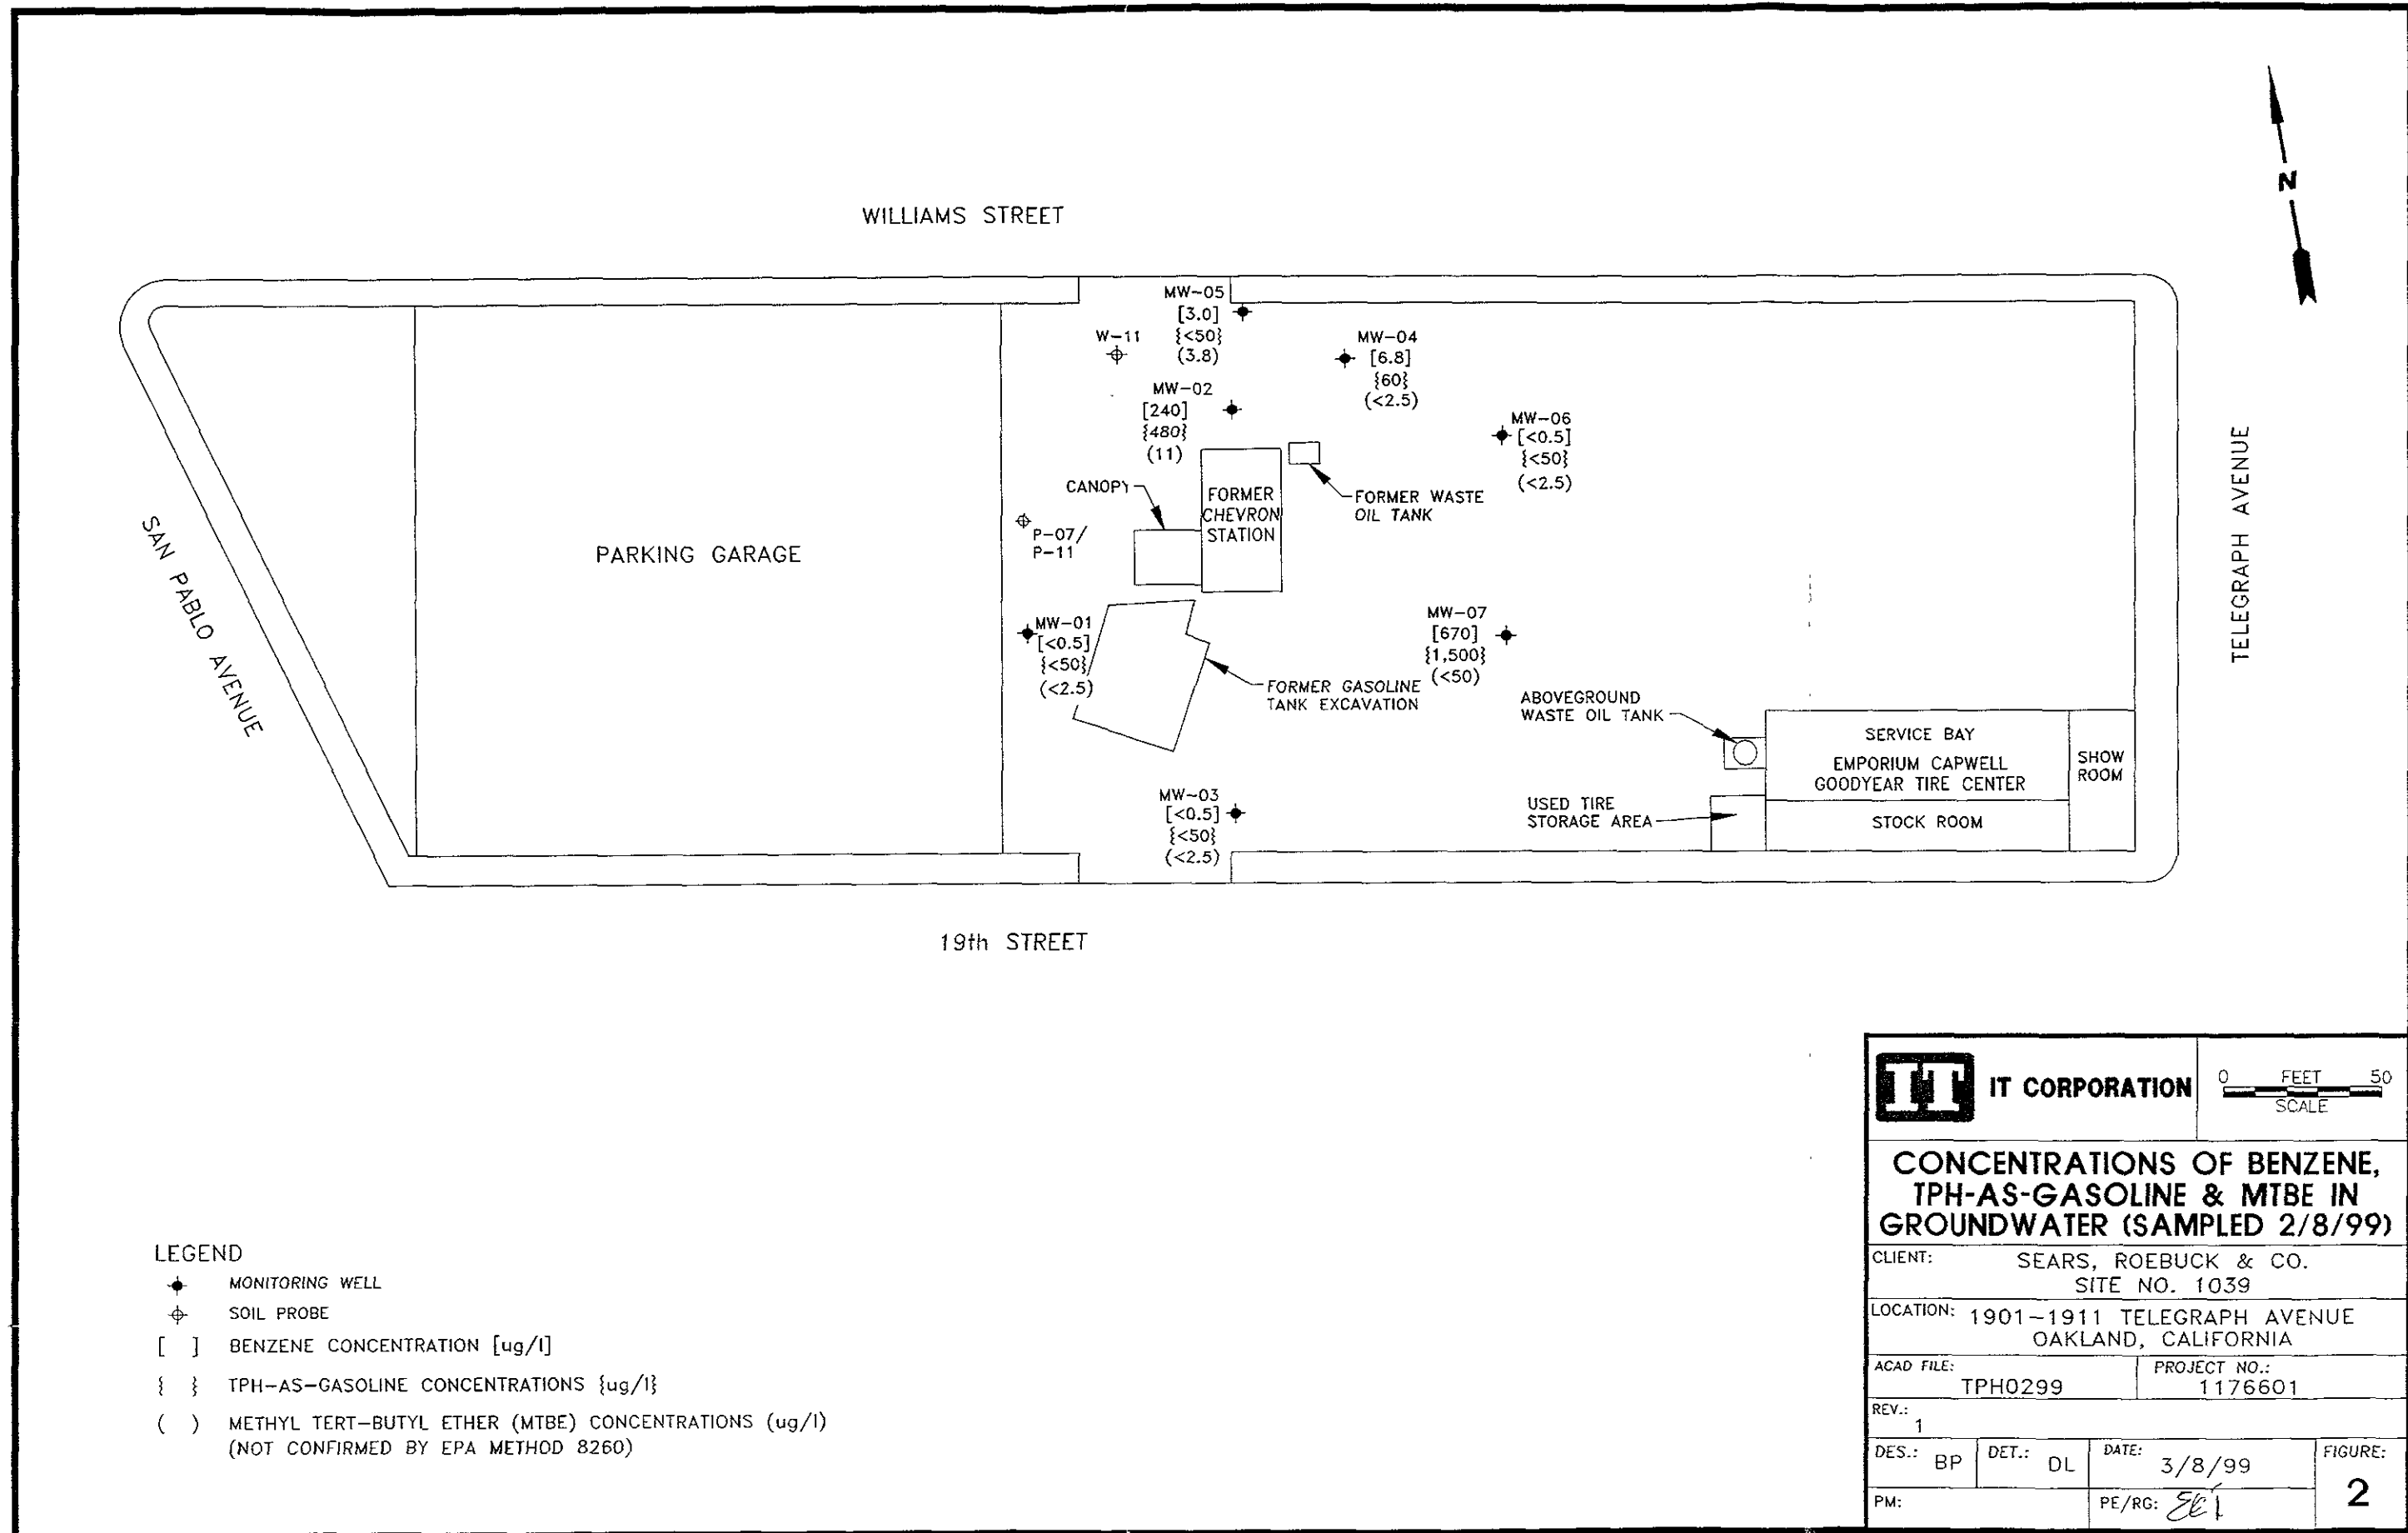 N
WILLIAMS STREET
MW-05
[3.0]
{<50}
(3.8)
W-11
MW-04
[6.8]
{60}
(<2.5)
MW-02
[240]
{480}
(11)
MW-06
[<0.5]
{<50}
(<2.5)
CANOPY
FORMER
CHEVRON
STATION
FORMER WASTE
OIL TANK
P-07/
P-11
PARKING GARAGE
SAN PABLO AVENUE
TELEGRAPH AVENUE
MW-01
[<0.5]
{<50}
(<2.5)
MW-07
[670]
{1,500}
(<50)
FORMER GASOLINE
TANK EXCAVATION
ABOVEGROUND
WASTE OIL TANK
SERVICE BAY
EMPORIUM CAPWELL
GOODYEAR TIRE CENTER
SHOW
ROOM
MW-03
[<0.5]
{<50}
(<2.5)
USED TIRE
STORAGE AREA
STOCK ROOM
19th STREET
LEGEND
MONITORING WELL
SOIL PROBE
[ ] BENZENE CONCENTRATION [ug/l]
{ } TPH-AS-GASOLINE CONCENTRATIONS {ug/l}
( ) METHYL TERT-BUTYL ETHER (MTBE) CONCENTRATIONS (ug/l)
(NOT CONFIRMED BY EPA METHOD 8260)
IT IT CORPORATION
0 FEET 50
SCALE
CONCENTRATIONS OF BENZENE,
TPH-AS-GASOLINE & MTBE IN
GROUNDWATER (SAMPLED 2/8/99)
CLIENT: SEARS, ROEBUCK & CO.
SITE NO. 1039
LOCATION: 1901-1911 TELEGRAPH AVENUE
OAKLAND, CALIFORNIA
ACAD FILE: PROJECT NO.:
TPH0299 1176601
REV.:
1
DES.: BP DET.: DL DATE: 3/8/99 FIGURE:
2
PM: PE/RG: